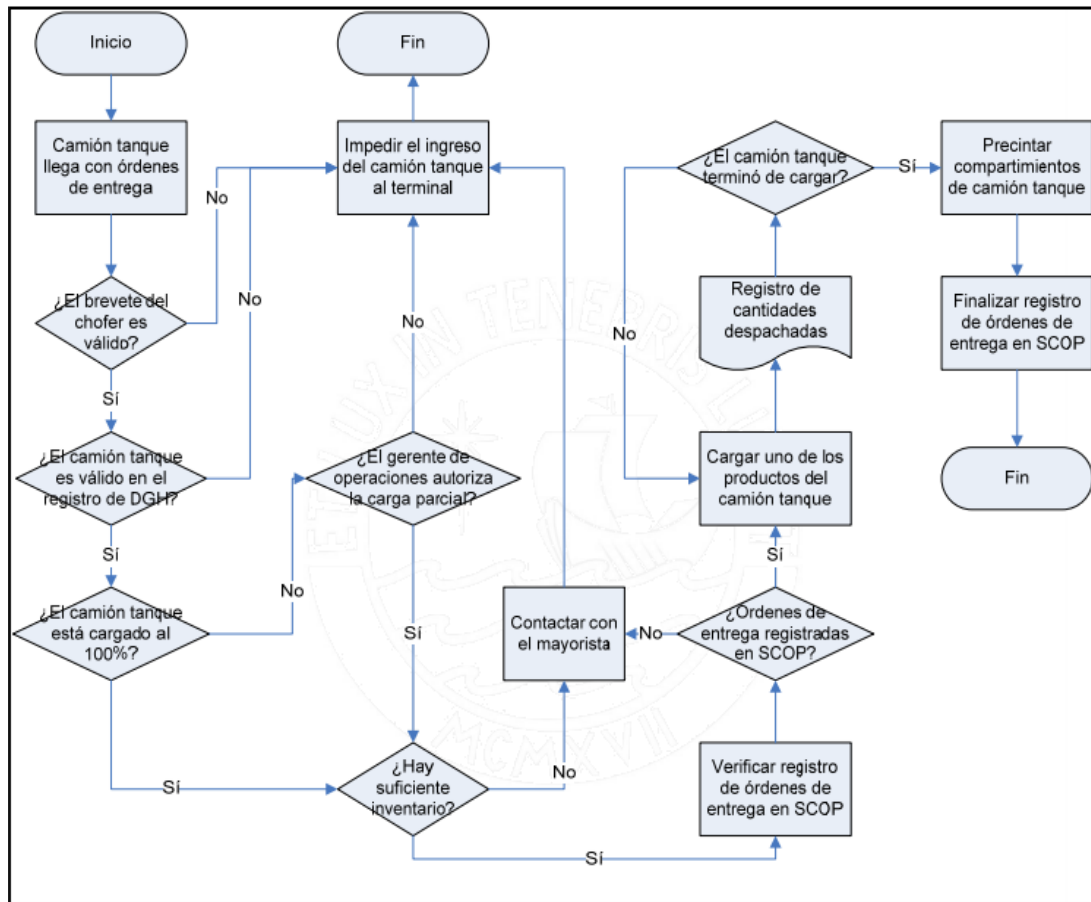 Inicio
Camión tanque
llega con órdenes
de entrega
¿El brevete del
chofer es
válido?
No
Sí
¿El camión tanque
es válido en el
registro de DGH?
No
Sí
¿El camión tanque
está cargado al
100%?
No
Sí
Fin
Impedir el ingreso
del camión tanque
al terminal
No
¿El gerente de
operaciones autoriza
la carga parcial?
Sí
¿Hay
suficiente
inventario?
No
Sí
Contactar con
el mayorista
No
¿El camión tanque
terminó de cargar?
Sí
No
Registro de
cantidades
despachadas
Cargar uno de los
productos del
camión tanque
Sí
¿Órdenes de
entrega registradas
en SCOP?
Verificar registro
de órdenes de
entrega en SCOP
Precintar
compartimientos
de camión tanque
Finalizar registro
de órdenes de
entrega en SCOP
Fin
MCMXVII